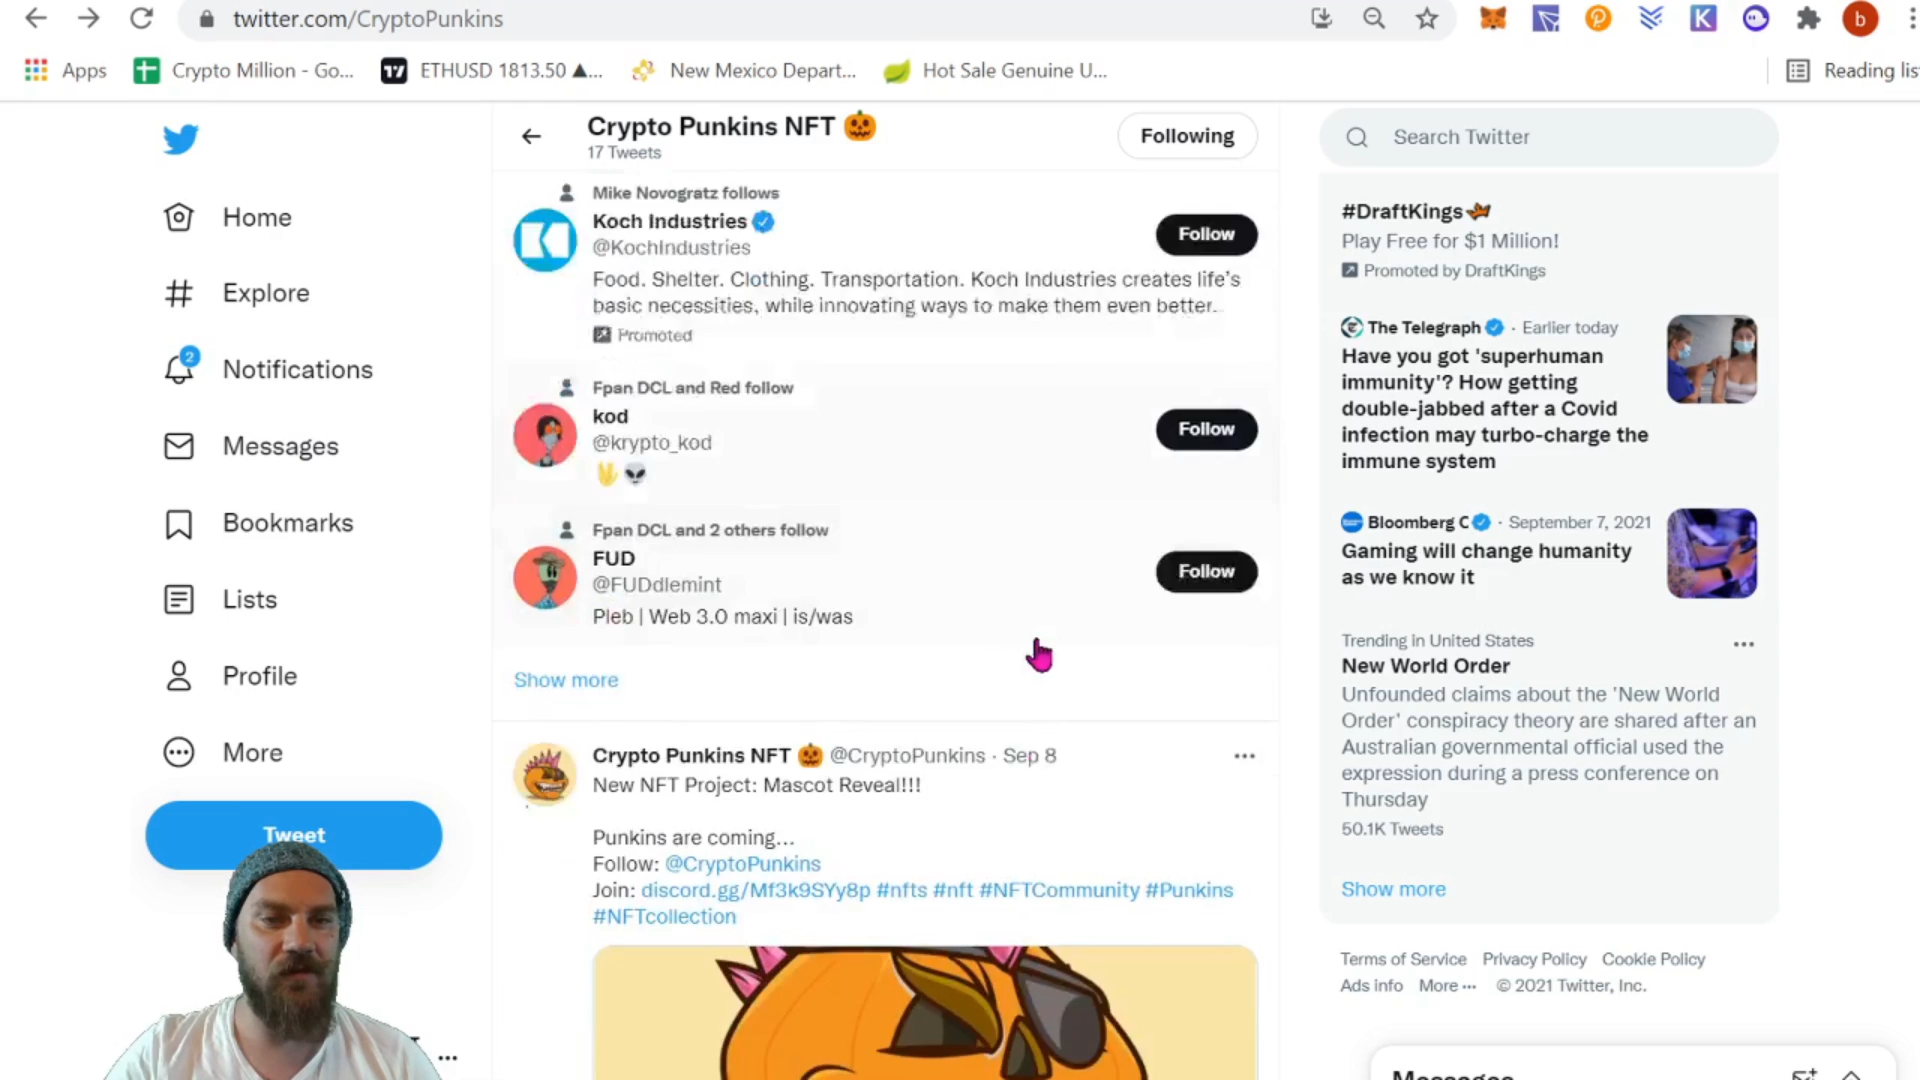 twitter.com/CryptoPunkins
b
Apps
Crypto Million - Go...
ETHUSD 1813.50 ▲...
New Mexico Depart...
Hot Sale Genuine U...
Reading lis
Crypto Punkins NFT 🎃
17 Tweets
Following
Search Twitter
Home
Explore
2
Notifications
Messages
Bookmarks
Lists
Profile
More
Tweet
Mike Novogratz follows
Koch Industries
@KochIndustries
Follow
Food. Shelter. Clothing. Transportation. Koch Industries creates life's
basic necessities, while innovating ways to make them even better.
Promoted
Fpan DCL and Red follow
kod
@krypto_kod
🖖👽
Follow
Fpan DCL and 2 others follow
FUD
@FUDdlemint
Follow
Pleb | Web 3.0 maxi | is/was
Show more
Crypto Punkins NFT 🎃 @CryptoPunkins · Sep 8
New NFT Project: Mascot Reveal!!!
Punkins are coming...
Follow: @CryptoPunkins
Join: discord.gg/Mf3k9SYy8p #nfts #nft #NFTCommunity #Punkins
#NFTcollection
#DraftKings
Play Free for $1 Million!
Promoted by DraftKings
The Telegraph · Earlier today
Have you got 'superhuman
immunity'? How getting
double-jabbed after a Covid
infection may turbo-charge the
immune system
Bloomberg C · September 7, 2021
Gaming will change humanity
as we know it
Trending in United States
New World Order
Unfounded claims about the 'New World
Order' conspiracy theory are shared after an
Australian governmental official used the
expression during a press conference on
Thursday
50.1K Tweets
Show more
Terms of Service Privacy Policy Cookie Policy
Ads info More ··· © 2021 Twitter, Inc.
Messages